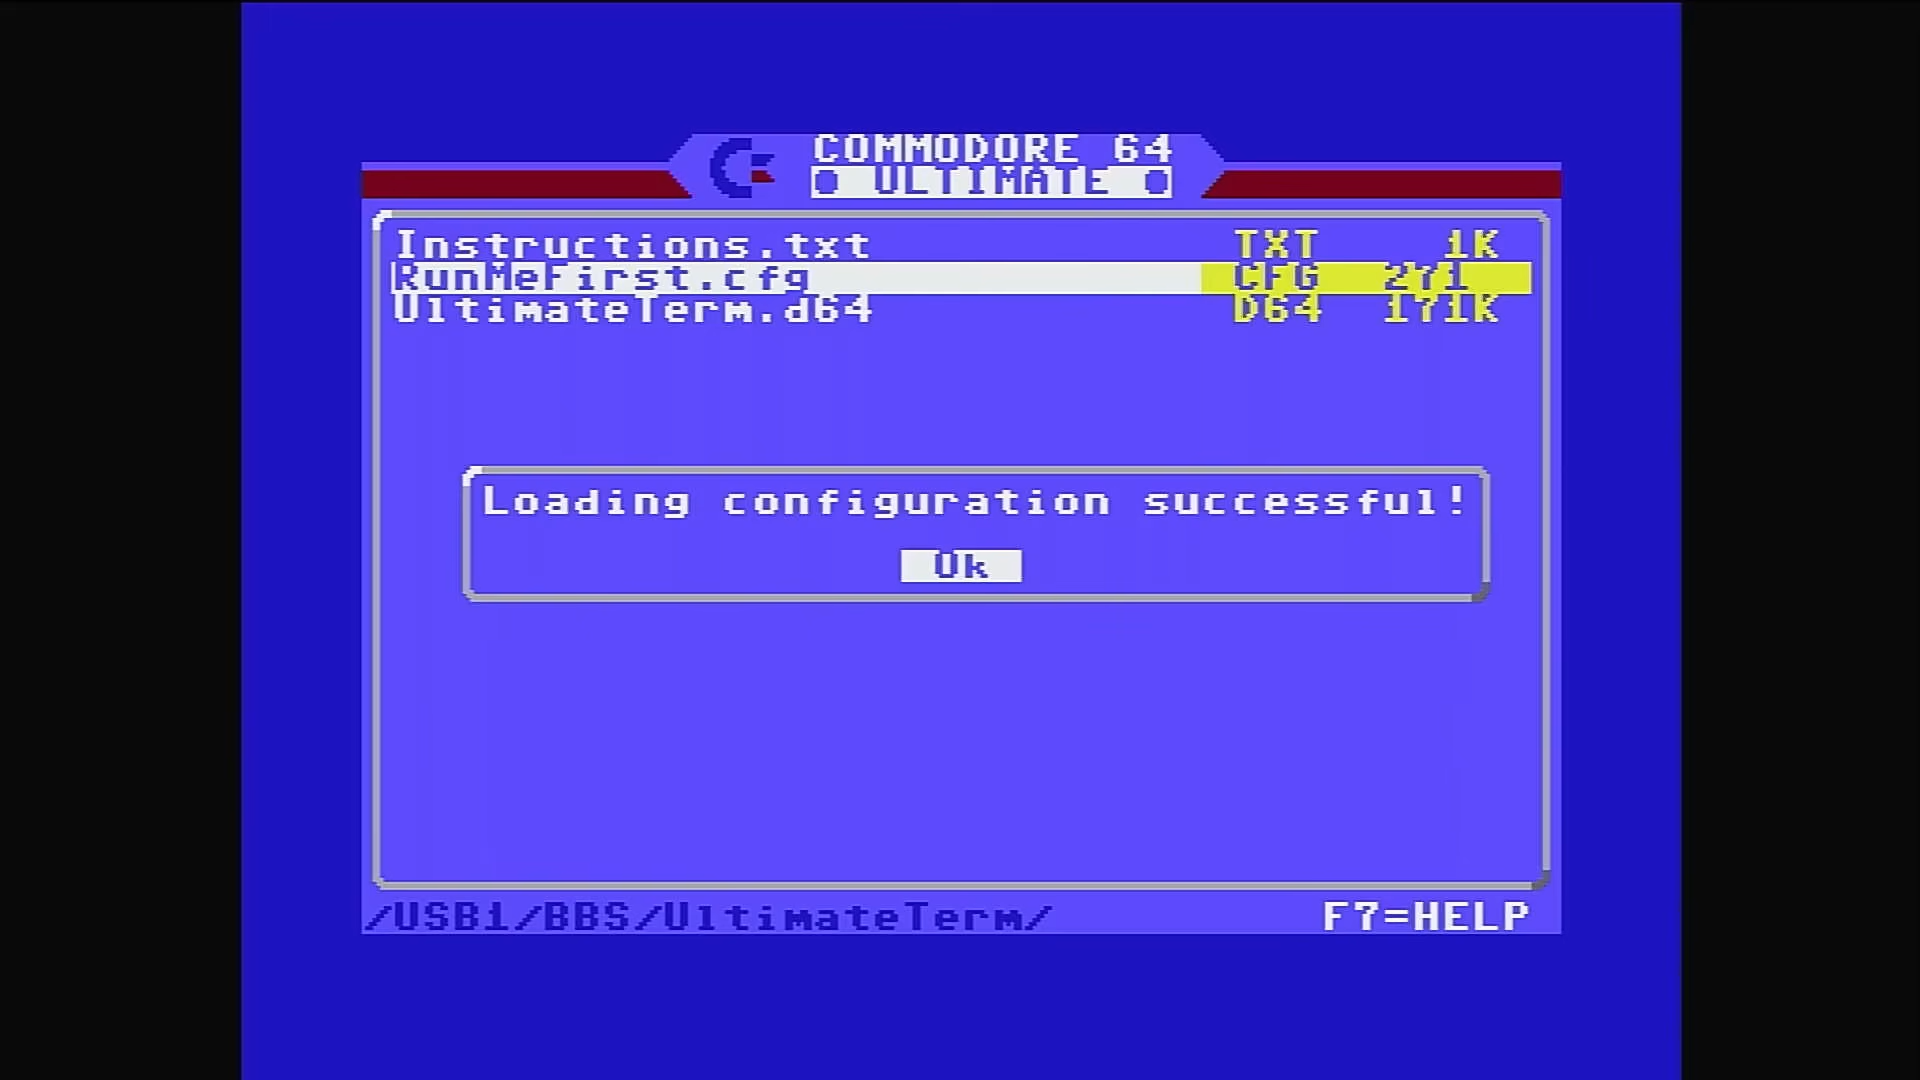 COMMODORE 64
ULTIMATE
Instructions.txt TXT 1K
RunMeFirst.cfg CFG 271
UltimateTerm.d64 D64 171K
Loading configuration successful!
Ok
/USB1/BBS/UltimateTerm/ F7=HELP